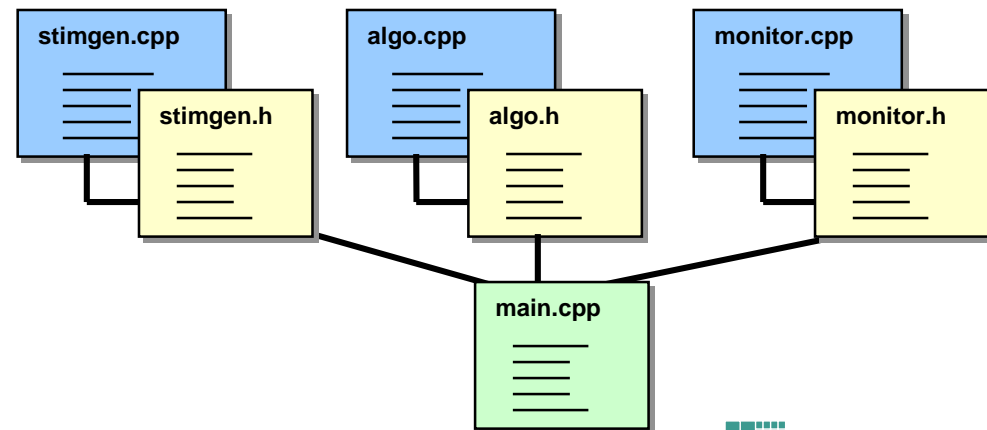 stimgen.cpp
stimgen.h
algo.cpp
algo.h
monitor.cpp
monitor.h
main.cpp